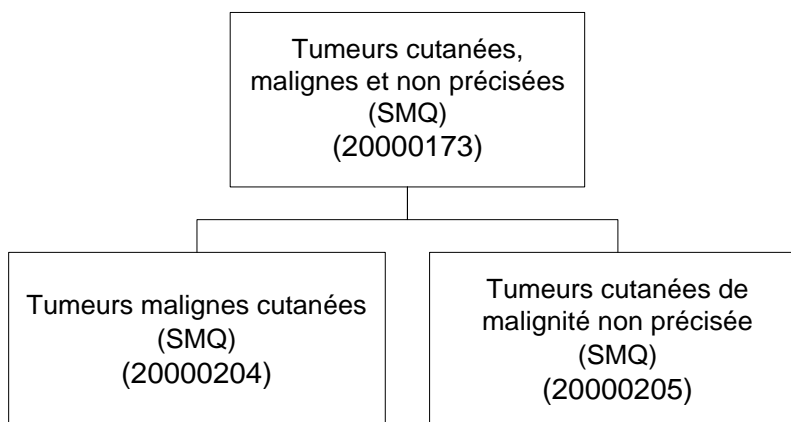 Tumeurs cutanées,
malignes et non précisées
(SMQ)
(20000173)
Tumeurs malignes cutanées
(SMQ)
(20000204)
Tumeurs cutanées de
malignité non précisée
(SMQ)
(20000205)